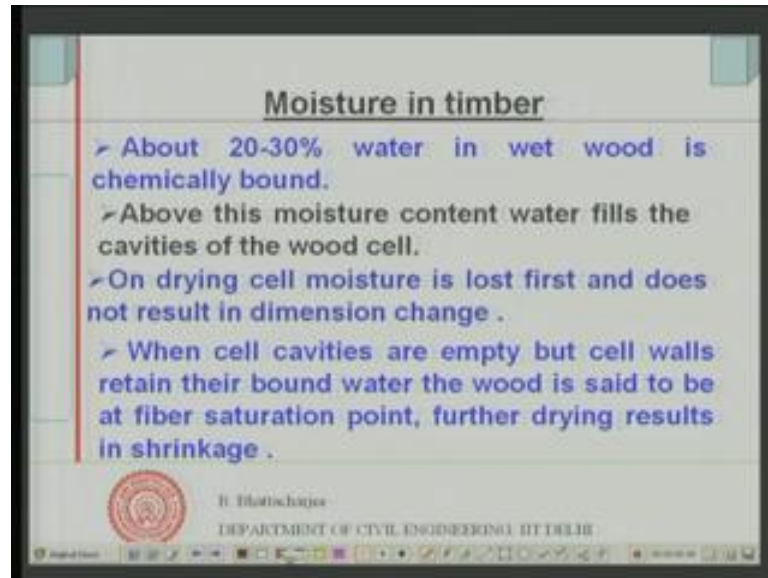 Moisture in timber
➢ About 20-30% water in wet wood is
chemically bound.
➢Above this moisture content water fills the
cavities of the wood cell.
➢On drying cell moisture is lost first and does
not result in dimension change .
➢ When cell cavities are empty but cell walls
retain their bound water the wood is said to be
at fiber saturation point, further drying results
in shrinkage .
B. Bhattacharjee
DEPARTMENT OF CIVIL ENGINEERING, IIT DELHI